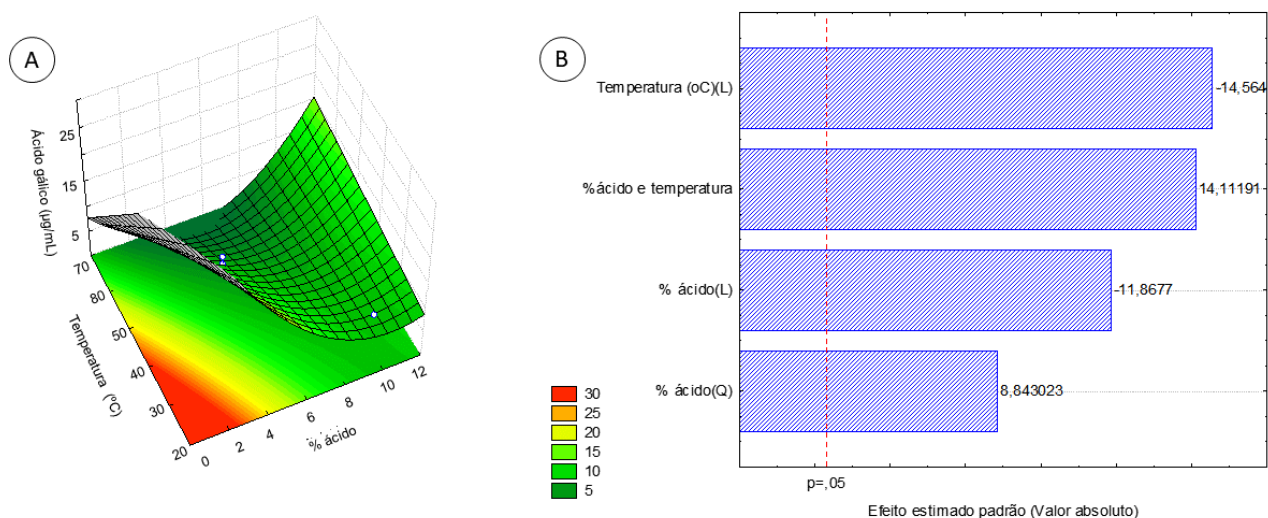 A
Ácido gálico (µg/mL)
25
15
5
70
80
50
40
30
20
Temperatura (ºC)
0
2
4
6
8
10
12
% ácido
30
25
20
15
10
5
B
Temperatura (oC)(L)
-14,564
%ácido e temperatura
14,11191
% ácido(L)
-11,8677
% ácido(Q)
8,843023
p=,05
Efeito estimado padrão (Valor absoluto)